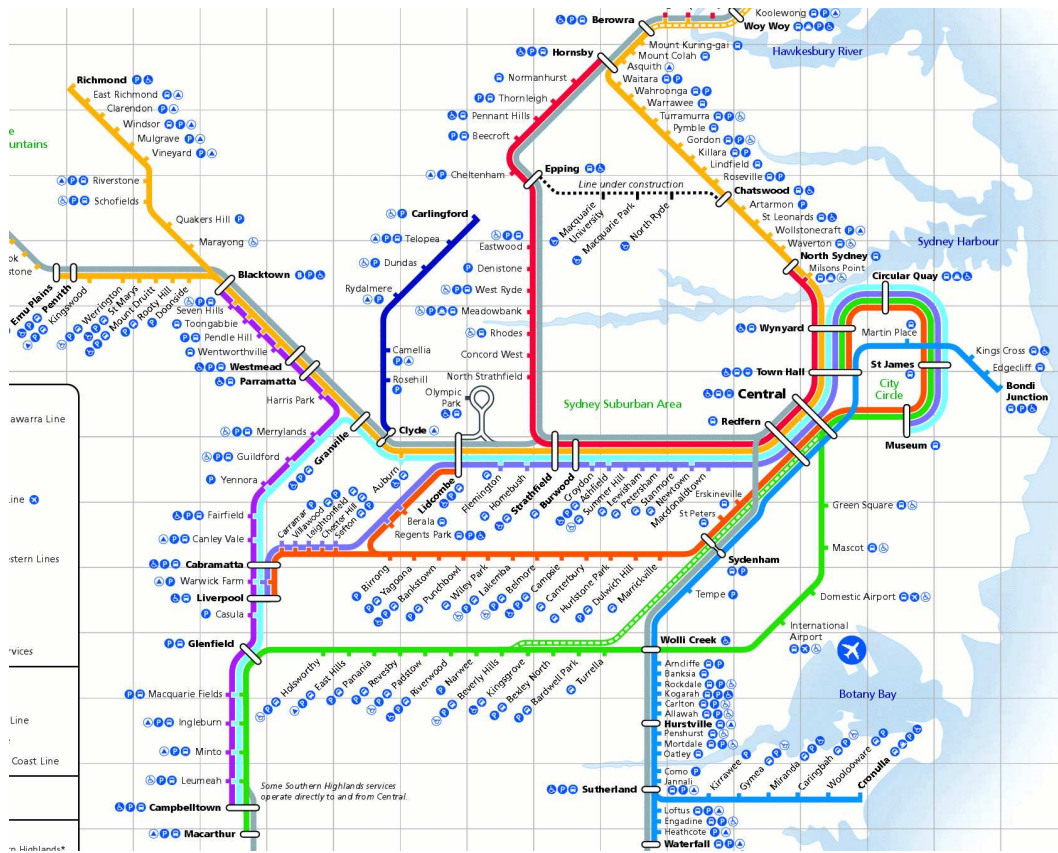 Berowra
Koolewong
Woy Woy
Hawkesbury River
Mount Kuring-gai
Mount Colah
Hornsby
Asquith
Normanhurst
Waitara
Wahroonga
Thornleigh
Warrawee
Pennant Hills
Turramurra
Pymble
Beecroft
Gordon
Killara
Lindfield
Roseville
Cheltenham
Epping
Line under construction
Chatswood
Macquarie
University
Macquarie Park
North Ryde
Artarmon
St Leonards
Wollstonecraft
Waverton
North Sydney
Milsons Point
Sydney Harbour
Circular Quay
Richmond
East Richmond
Clarendon
Windsor
Mulgrave
Vineyard
Riverstone
Schofields
Quakers Hill
Marayong
Blacktown
e
ountains
ok
stone
Emu Plains
Penrith
Kingswood
Werrington
St Marys
Mount Druitt
Rooty Hill
Doonside
Seven Hills
Toongabbie
Pendle Hill
Wentworthville
Westmead
Parramatta
Harris Park
Carlingford
Telopea
Dundas
Rydalmere
Camellia
Rosehill
Clyde
Eastwood
Denistone
West Ryde
Meadowbank
Rhodes
Concord West
North Strathfield
Olympic
Park
Sydney Suburban Area
Wynyard
Martin Place
Town Hall
St James
Kings Cross
Edgecliff
Bondi
Junction
City
Circle
Central
Redfern
Museum
Merrylands
Guildford
Yennora
Granville
Auburn
Lidcombe
Flemington
Homebush
Strathfield
Burwood
Croydon
Ashfield
Summer Hill
Lewisham
Petersham
Stanmore
Newtown
Macdonaldtown
Erskineville
St Peters
Fairfield
Canley Vale
Cabramatta
Warwick Farm
Liverpool
Casula
Glenfield
Carramar
Villawood
Leightonfield
Chester Hill
Sefton
Berala
Regents Park
Birrong
Yagoona
Bankstown
Punchbowl
Wiley Park
Lakemba
Belmore
Campsie
Canterbury
Hurlstone Park
Dulwich Hill
Marrickville
Sydenham
Tempe
Green Square
Mascot
Domestic Airport
International
Airport
Wolli Creek
Holsworthy
East Hills
Panania
Revesby
Padstow
Riverwood
Narwee
Beverly Hills
Kingsgrove
Bexley North
Bardwell Park
Turrella
Arncliffe
Banksia
Rockdale
Kogarah
Carlton
Allawah
Hurstville
Penshurst
Mortdale
Oatley
Como
Jannali
Sutherland
Kirrawee
Gymea
Miranda
Caringbah
Woolooware
Cronulla
Botany Bay
Loftus
Engadine
Heathcote
Waterfall
Macquarie Fields
Ingleburn
Minto
Leumeah
Campbelltown
Macarthur
Some Southern Highlands services
operate directly to and from Central.
awarra Line
ine
estern Lines
rvices
Line
Coast Line
n Highlands*